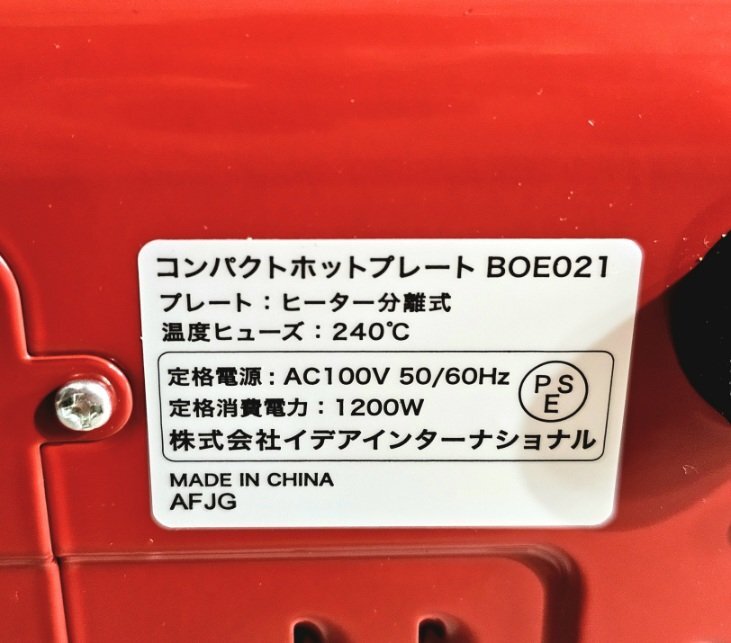 コンパクトホットプレート BOE021
プレート：ヒーター分離式
温度ヒューズ：240℃
定格電源：AC100V 50/60Hz
定格消費電力：1200W
PSE
株式会社イデアインターナショナル
MADE IN CHINA
AFJG